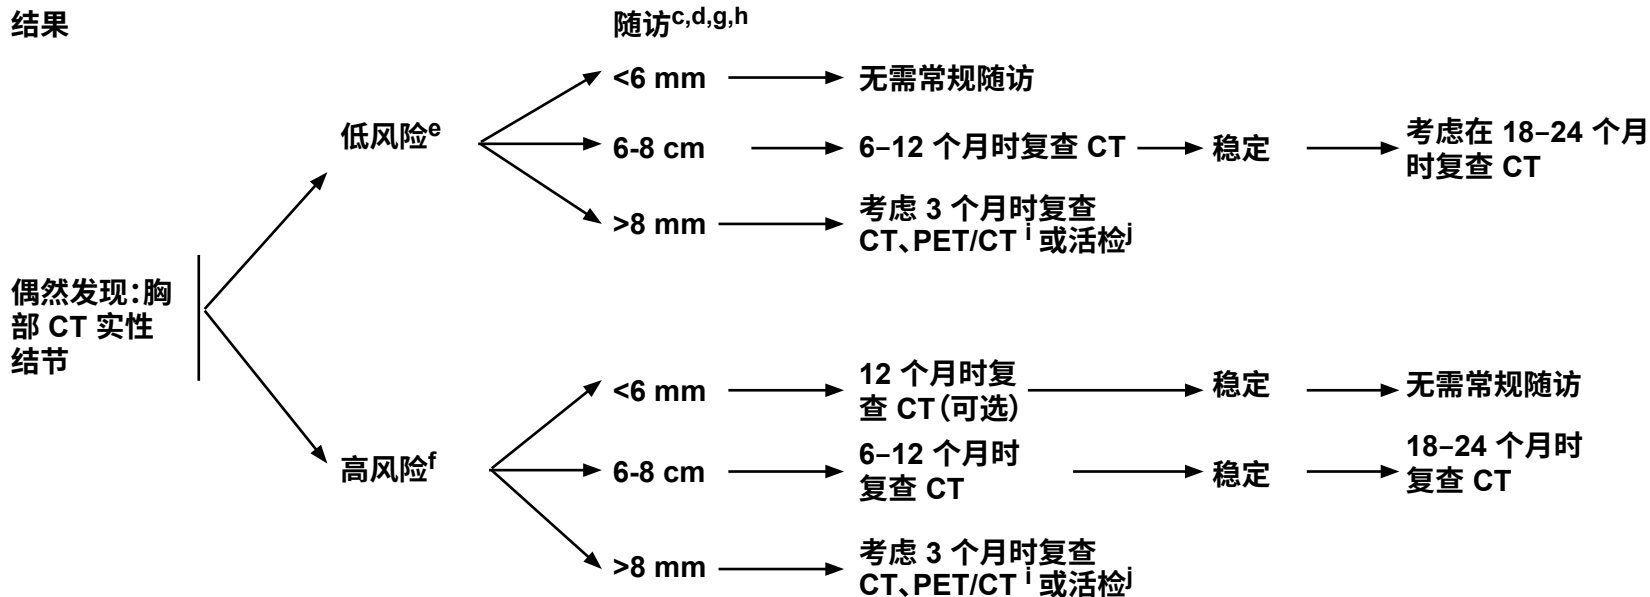 结果
随访c,d,g,h
<6 mm
无需常规随访
低风险e
6-8 cm
6–12 个月时复查 CT
稳定
考虑在 18–24 个月
时复查 CT
>8 mm
考虑 3 个月时复查
CT、PET/CT i 或活检j
偶然发现：胸
部 CT 实性
结节
<6 mm
12 个月时复
查 CT（可选）
稳定
无需常规随访
高风险f
6-8 cm
6–12 个月时
复查 CT
稳定
18–24 个月时
复查 CT
>8 mm
考虑 3 个月时复查
CT、PET/CT i 或活检j